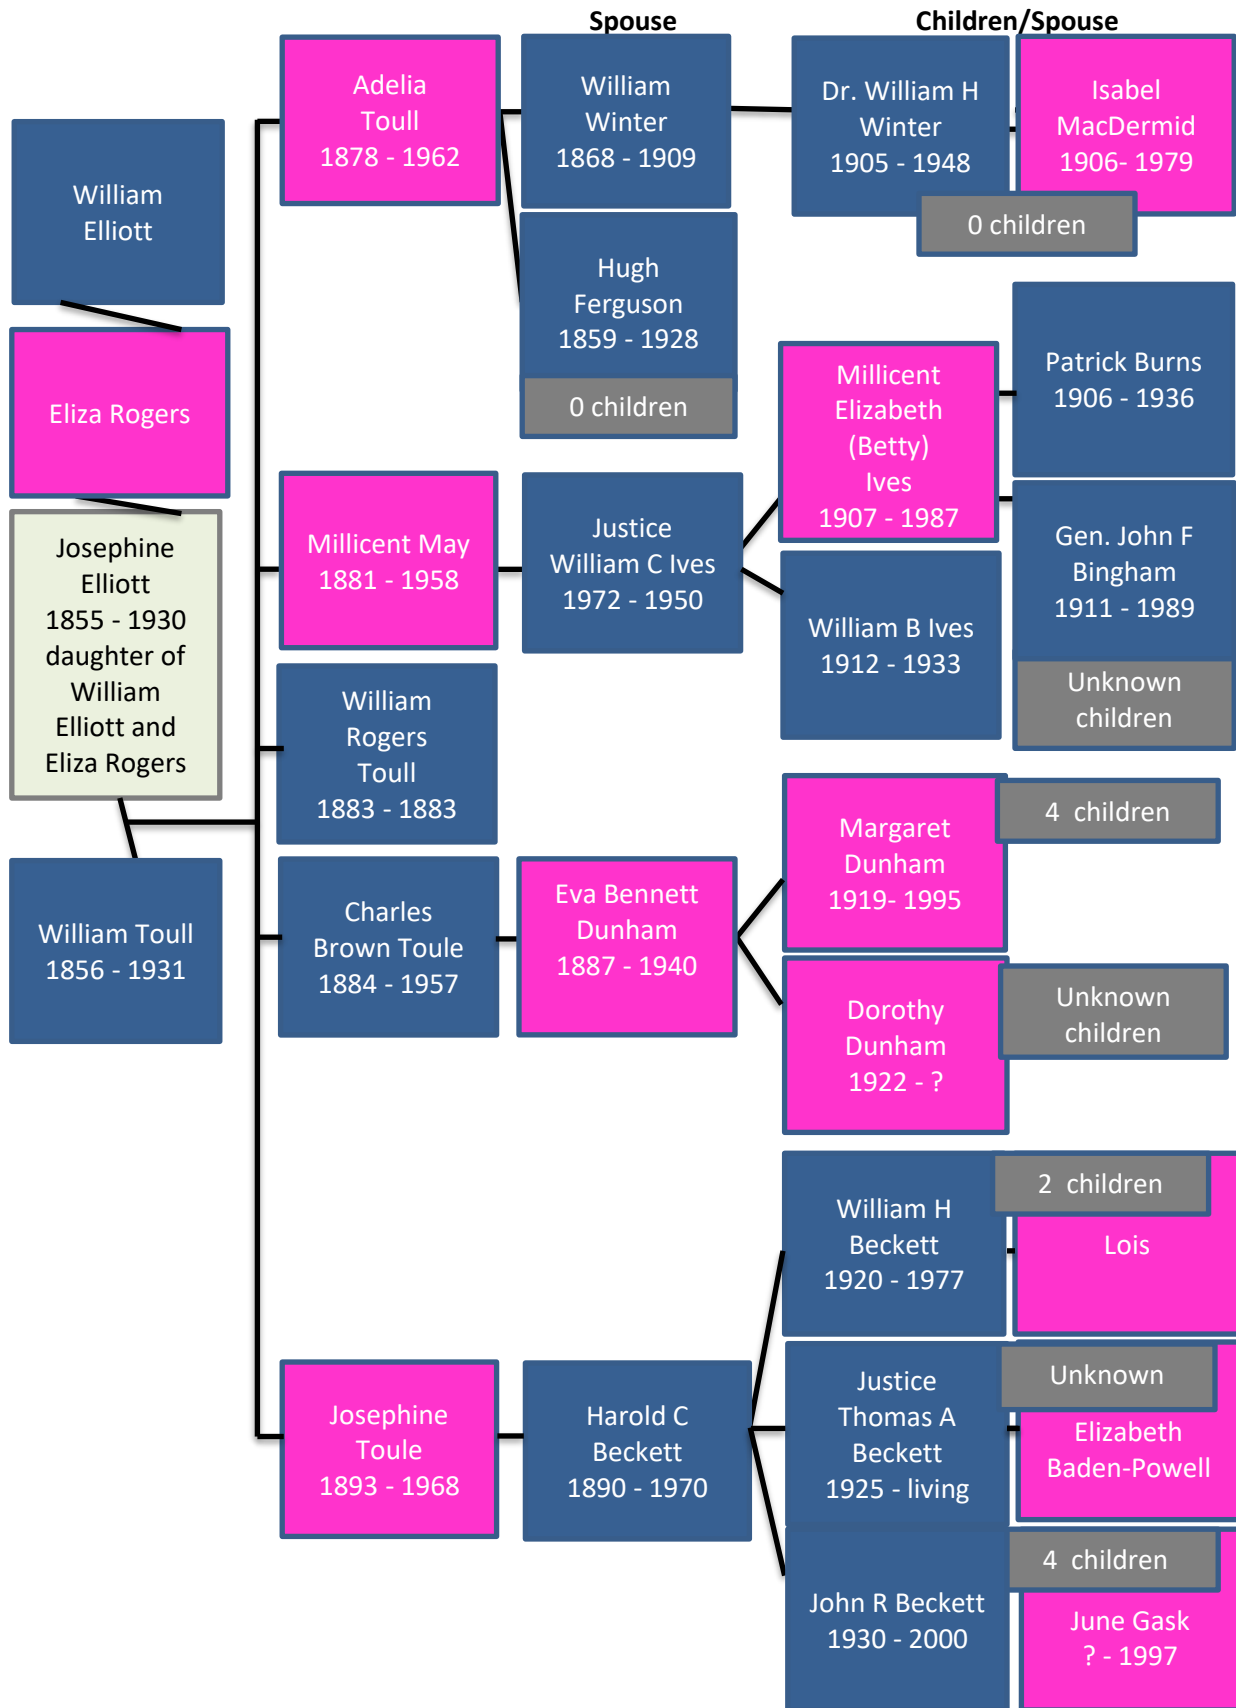 Spouse
Children/Spouse
William
Elliott
Eliza Rogers
Josephine
Elliott
1855 - 1930
daughter of
William
Elliott and
Eliza Rogers
William Toull
1856 - 1931
Adelia
Toull
1878 - 1962
William
Winter
1868 - 1909
Dr. William H
Winter
1905 - 1948
Isabel
MacDermid
1906- 1979
0 children
Hugh
Ferguson
1859 - 1928
0 children
Millicent May
1881 - 1958
Justice
William C Ives
1972 - 1950
Millicent
Elizabeth
(Betty)
Ives
1907 - 1987
Patrick Burns
1906 - 1936
Gen. John F
Bingham
1911 - 1989
Unknown
children
William B Ives
1912 - 1933
William
Rogers
Toull
1883 - 1883
Charles
Brown Toule
1884 - 1957
Eva Bennett
Dunham
1887 - 1940
Margaret
Dunham
1919- 1995
4  children
Dorothy
Dunham
1922 - ?
Unknown
children
Josephine
Toule
1893 - 1968
Harold C
Beckett
1890 - 1970
William H
Beckett
1920 - 1977
2  children
Lois
Justice
Thomas A
Beckett
1925 - living
Unknown
Elizabeth
Baden-Powell
John R Beckett
1930 - 2000
4  children
June Gask
? - 1997